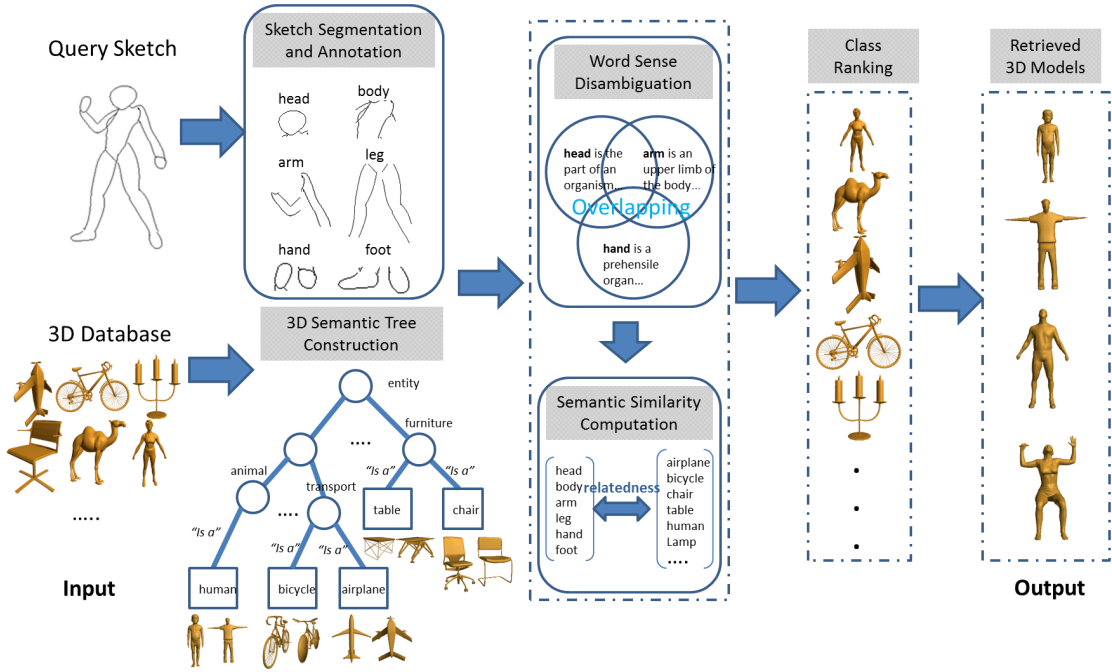 Query Sketch
Sketch Segmentation
and Annotation
head
body
arm
leg
hand
foot
Word Sense
Disambiguation
head is the
part of an
organism...
arm is an
upper limb of
the body...
Overlapping
hand is a
prehensile
organ...
Class
Ranking
Retrieved
3D Models
3D Database
.....
Input
3D Semantic Tree
Construction
entity
....
furniture
animal
transport
....
"Is a"
"Is a"
table
chair
"Is a"
"Is a"
"Is a"
human
bicycle
airplane
Semantic Similarity
Computation
head
body
arm
leg
hand
foot
relatedness
airplane
bicycle
chair
table
human
Lamp
....
Output